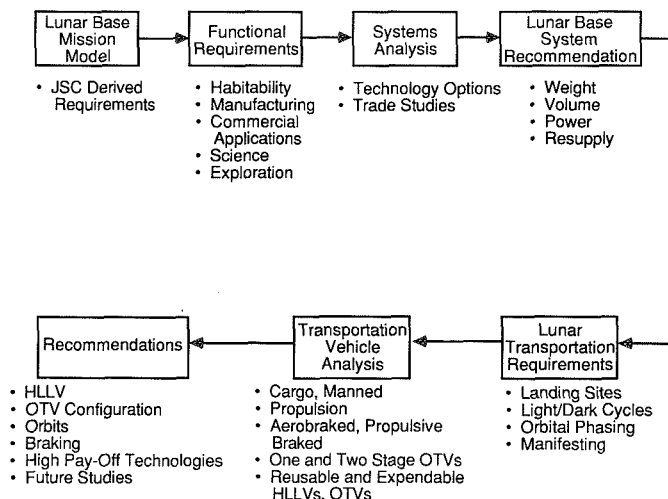 Lunar Base
Mission
Model
• JSC Derived
Requirements
Functional
Requirements
• Habitability
• Manufacturing
• Commercial
Applications
• Science
• Exploration
Systems
Analysis
• Technology Options
• Trade Studies
Lunar Base
System
Recommendation
• Weight
• Volume
• Power
• Resupply
Lunar
Transportation
Requirements
• Landing Sites
• Light/Dark Cycles
• Orbital Phasing
• Manifesting
Transportation
Vehicle
Analysis
• Cargo, Manned
• Propulsion
• Aerobraked, Propulsive
Braked
• One and Two Stage OTVs
• Reusable and Expendable
HLLVs, OTVs
Recommendations
• HLLV
• OTV Configuration
• Orbits
• Braking
• High Pay-Off Technologies
• Future Studies